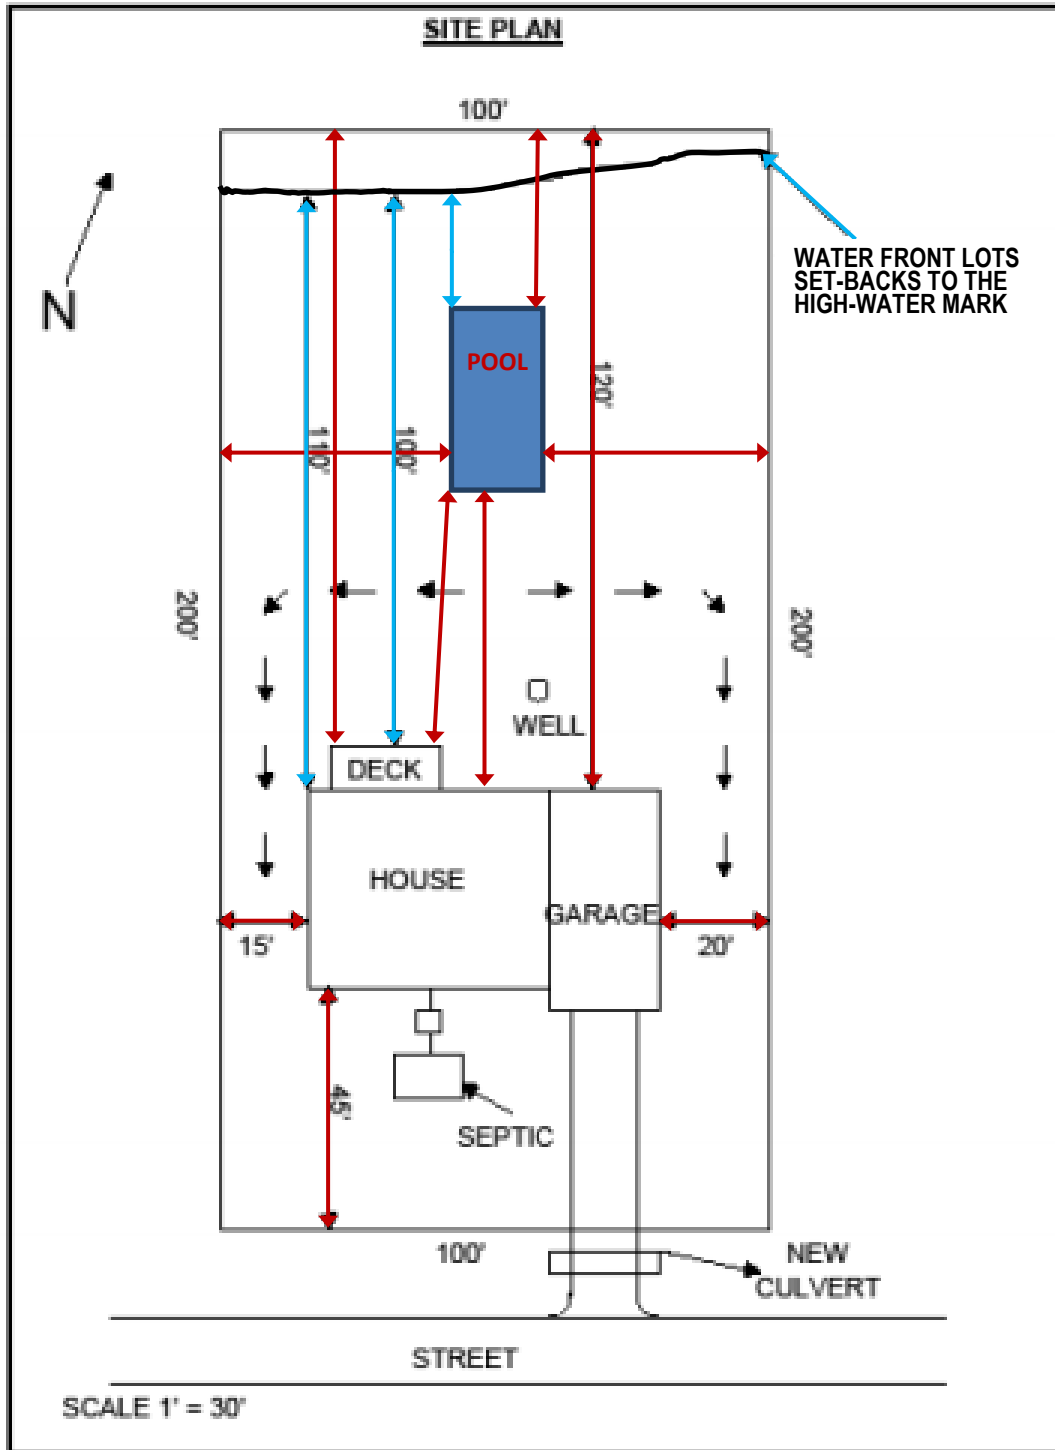 SITE PLAN
100'
N
WATER FRONT LOTS
SET-BACKS TO THE
HIGH-WATER MARK
POOL
120'
110'
100'
200'
200'
WELL
DECK
HOUSE
GARAGE
15'
20'
45'
SEPTIC
100'
NEW
CULVERT
STREET
SCALE 1' = 30'